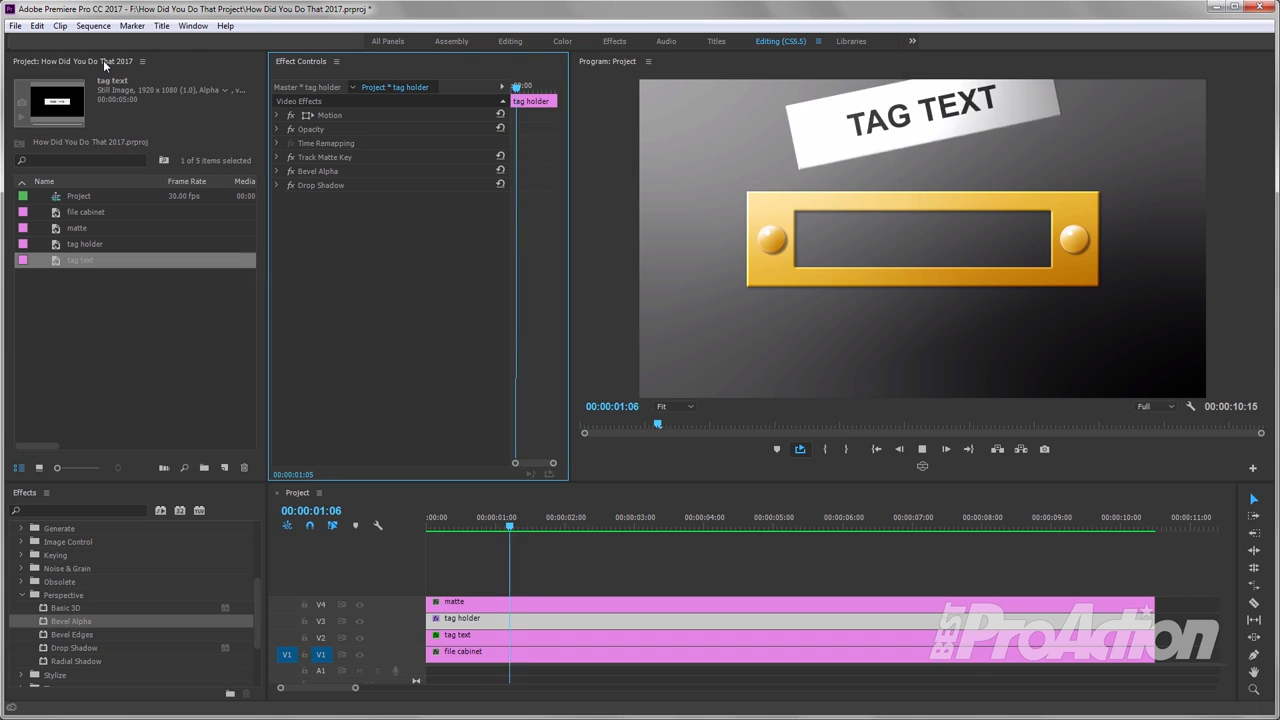 Adobe Premiere Pro CC 2017 - F:\How Did You Do That Project\How Did You Do That 2017.prproj *
File Edit Clip Sequence Marker Title Window Help
All Panels Assembly Editing Color Effects Audio Titles Editing (CS5.5) Libraries
Project: How Did You Do That 2017
tag text
Still Image, 1920 x 1080 (1.0), Alpha , v...
00:00:05:00
How Did You Do That 2017.prproj
1 of 5 items selected
Name Frame Rate Media
Project 30.00 fps 00:00
file cabinet
matte
tag holder
tag text
Effect Controls
Master * tag holder Project * tag holder :00:00
Video Effects tag holder
fx Motion
fx Opacity
fx Time Remapping
fx Track Matte Key
fx Bevel Alpha
fx Drop Shadow
00:00:01:05
Program: Project
TAG TEXT
00:00:01:06 Fit Full 00:00:10:15
Effects
Generate
Image Control
Keying
Noise & Grain
Obsolete
Perspective
Basic 3D
Bevel Alpha
Bevel Edges
Drop Shadow
Radial Shadow
Stylize
Project
00:00:01:06
:00:00 00:00:01:00 00:00:02:00 00:00:03:00 00:00:04:00 00:00:05:00 00:00:06:00 00:00:07:00 00:00:08:00 00:00:09:00 00:00:10:00 00:00:11:00
V4 matte
V3 tag holder
V2 tag text
V1 V1 file cabinet
A1
BEST ProAction